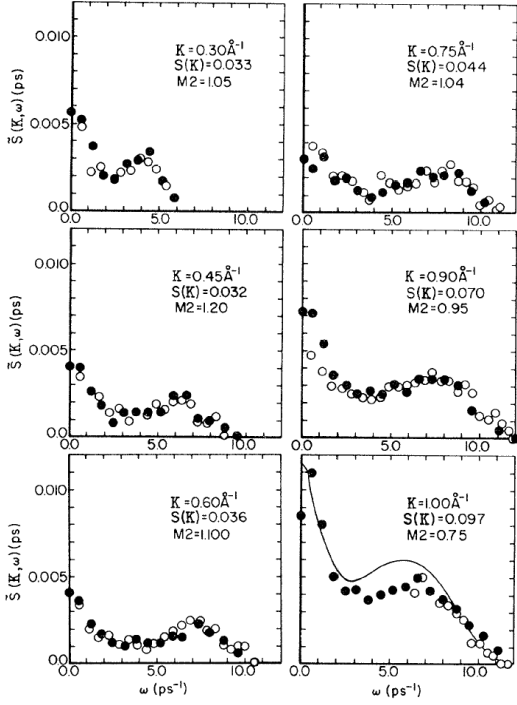 0.010
0.005
0.0
S̃(K,ω)(ps)
K=0.30Å⁻¹
S(K)=0.033
M2=1.05
0.0 5.0 10.0
K=0.75Å⁻¹
S(K)=0.044
M2=1.04
0.0 5.0 10.0
0.010
0.005
0.0
S̃(K,ω)(ps)
K=0.45Å⁻¹
S(K)=0.032
M2=1.20
0.0 5.0 10.0
K=0.90Å⁻¹
S(K)=0.070
M2=0.95
0.0 5.0 10.0
0.010
0.005
0.0
S̃(K,ω)(ps)
K=0.60Å⁻¹
S(K)=0.036
M2=1.100
0.0 5.0 10.0
ω (ps⁻¹)
K=1.00Å⁻¹
S(K)=0.097
M2=0.75
0.0 5.0 10.0
ω (ps⁻¹)